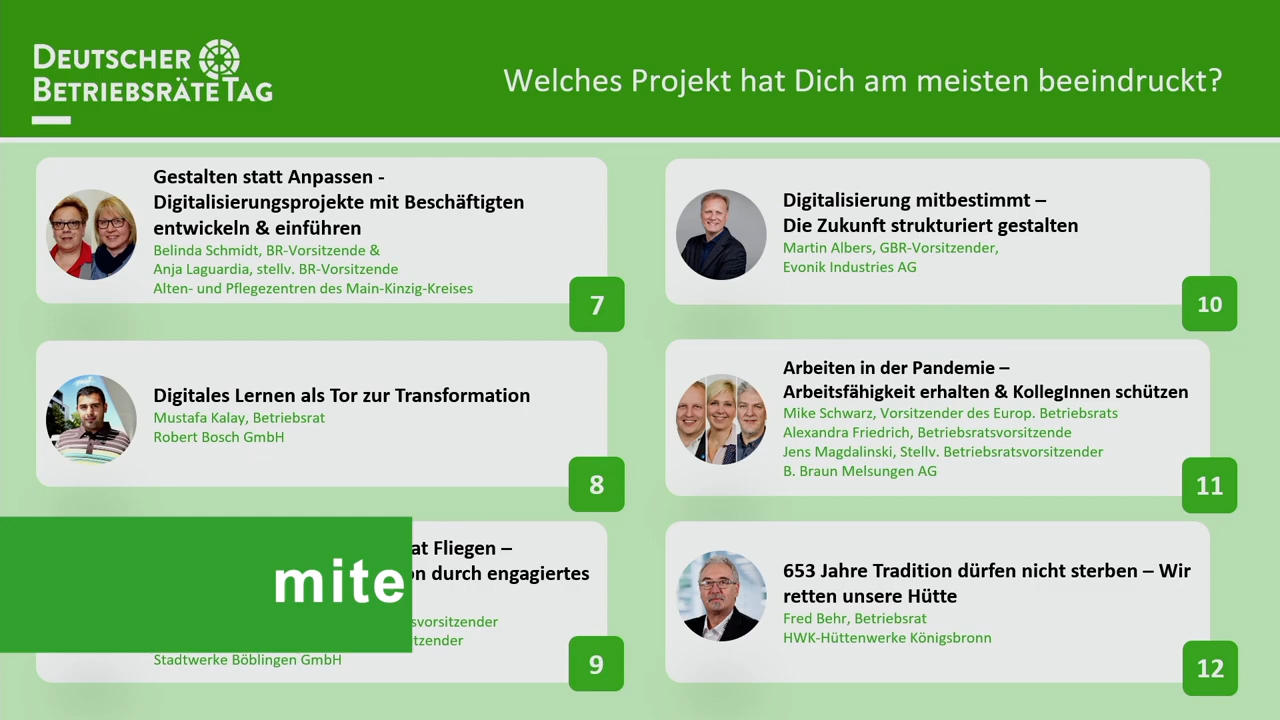 DEUTSCHER
BETRIEBSRÄTETAG
Welches Projekt hat Dich am meisten beeindruckt?
Gestalten statt Anpassen -
Digitalisierungsprojekte mit Beschäftigten
entwickeln & einführen
Belinda Schmidt, BR-Vorsitzende &
Anja Laguardia, stellv. BR-Vorsitzende
Alten- und Pflegezentren des Main-Kinzig-Kreises
7
Digitales Lernen als Tor zur Transformation
Mustafa Kalay, Betriebsrat
Robert Bosch GmbH
8
at Fliegen –
on durch engagiertes
mite
svorsitzender
tzender
Stadtwerke Böblingen GmbH
9
Digitalisierung mitbestimmt –
Die Zukunft strukturiert gestalten
Martin Albers, GBR-Vorsitzender,
Evonik Industries AG
10
Arbeiten in der Pandemie –
Arbeitsfähigkeit erhalten & KollegInnen schützen
Mike Schwarz, Vorsitzender des Europ. Betriebsrats
Alexandra Friedrich, Betriebsratsvorsitzende
Jens Magdalinski, Stellv. Betriebsratsvorsitzender
B. Braun Melsungen AG
11
653 Jahre Tradition dürfen nicht sterben – Wir
retten unsere Hütte
Fred Behr, Betriebsrat
HWK-Hüttenwerke Königsbronn
12